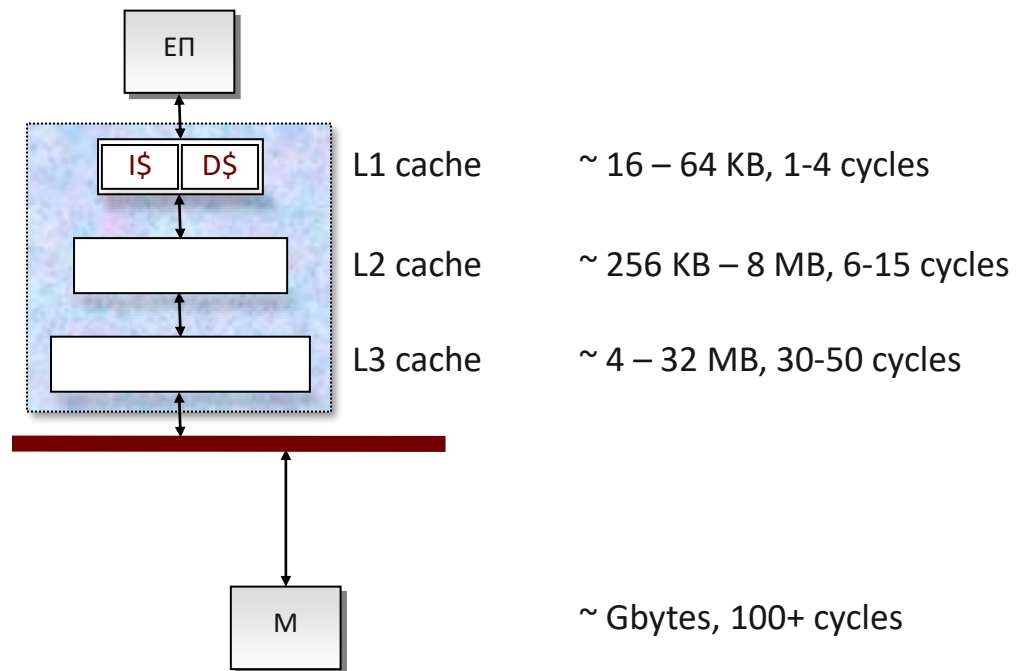 ΕΠ
I$ D$ L1 cache ~ 16 – 64 KB, 1-4 cycles
L2 cache ~ 256 KB – 8 MB, 6-15 cycles
L3 cache ~ 4 – 32 MB, 30-50 cycles
M ~ Gbytes, 100+ cycles